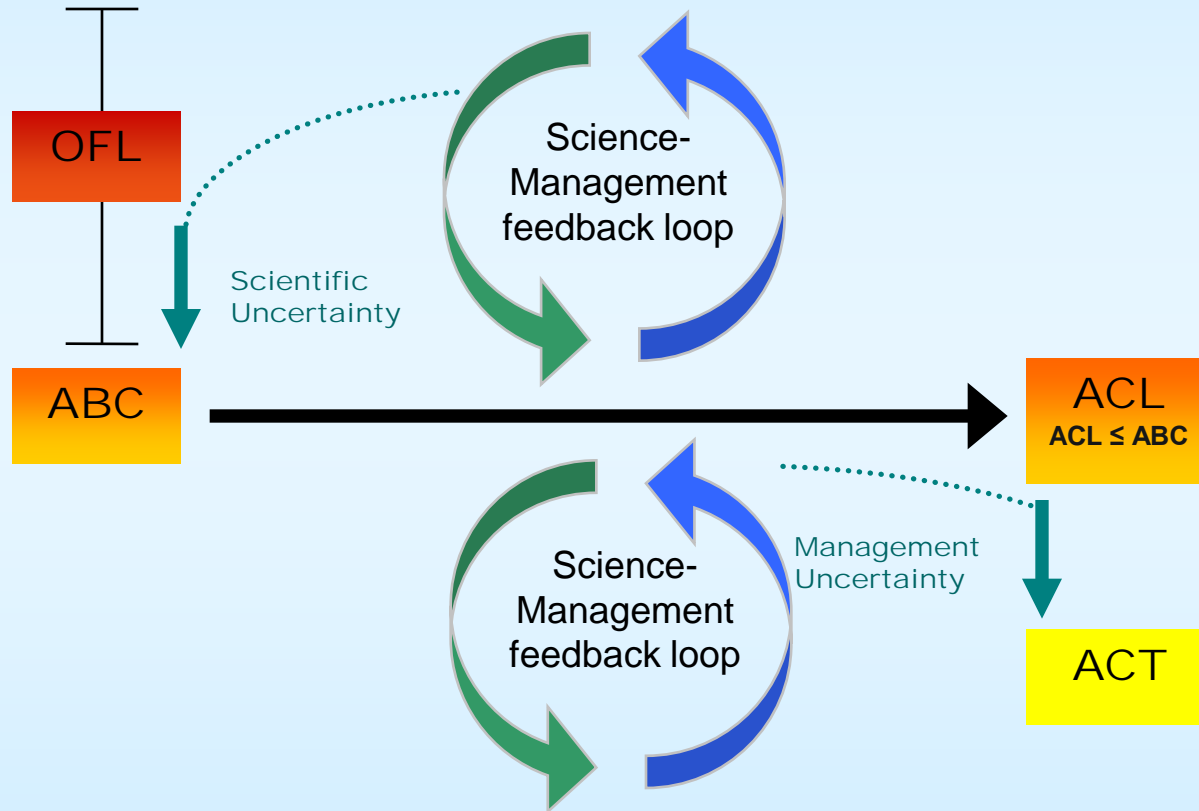 OFL
Science-
Management
feedback loop
Scientific
Uncertainty
ABC
ACL
ACL ≤ ABC
Science-
Management
feedback loop
Management
Uncertainty
ACT